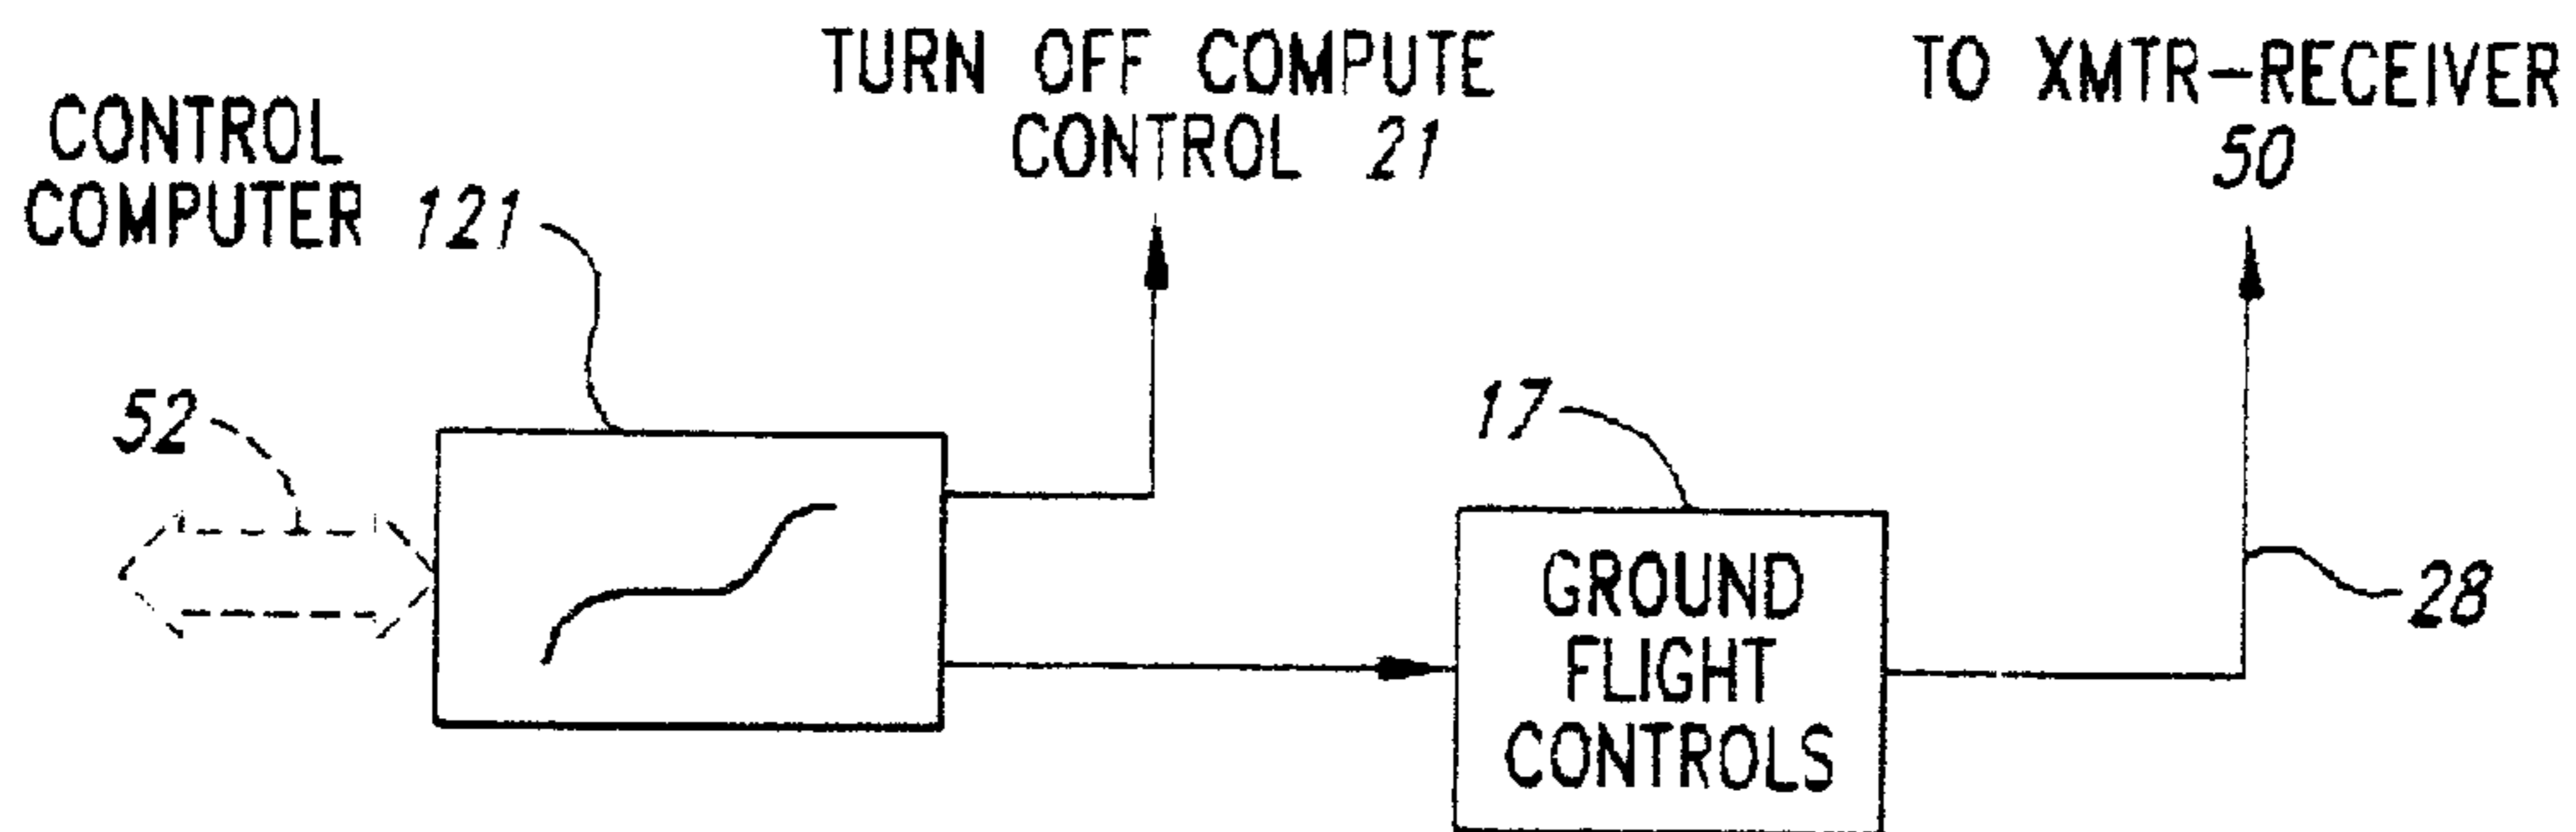 TURN OFF COMPUTE
CONTROL 21
TO XMTR-RECEIVER
50
CONTROL
COMPUTER 121
52
17
GROUND
FLIGHT
CONTROLS
28